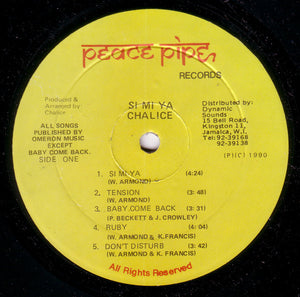 peace pipe
RECORDS
Produced &
Arranged by
Chalice
ALL SONGS
PUBLISHED BY
OMERON MUSIC
EXCEPT
BABY COME BACK.
SIDE ONE
SI MI YA
CHALICE
Distributed by:
Dynamic
Sounds
15 Bell Road,
Kingston 11,
Jamaica, W.I.
92-39168
92-39138
(P)(C) 1990
1 SI MI YA (4:24)
(W. ARMOND)
2. TENSION (3:48)
(W. ARMOND)
3. BABY COME BACK (3:31)
(P. BECKETT & J. CROWLEY)
4. RUBY (4:04)
(W. ARMOND & K. FRANCIS)
5. DON'T DISTURB (3:42)
(W. ARMOND & K. FRANCIS)
All Rights Reserved